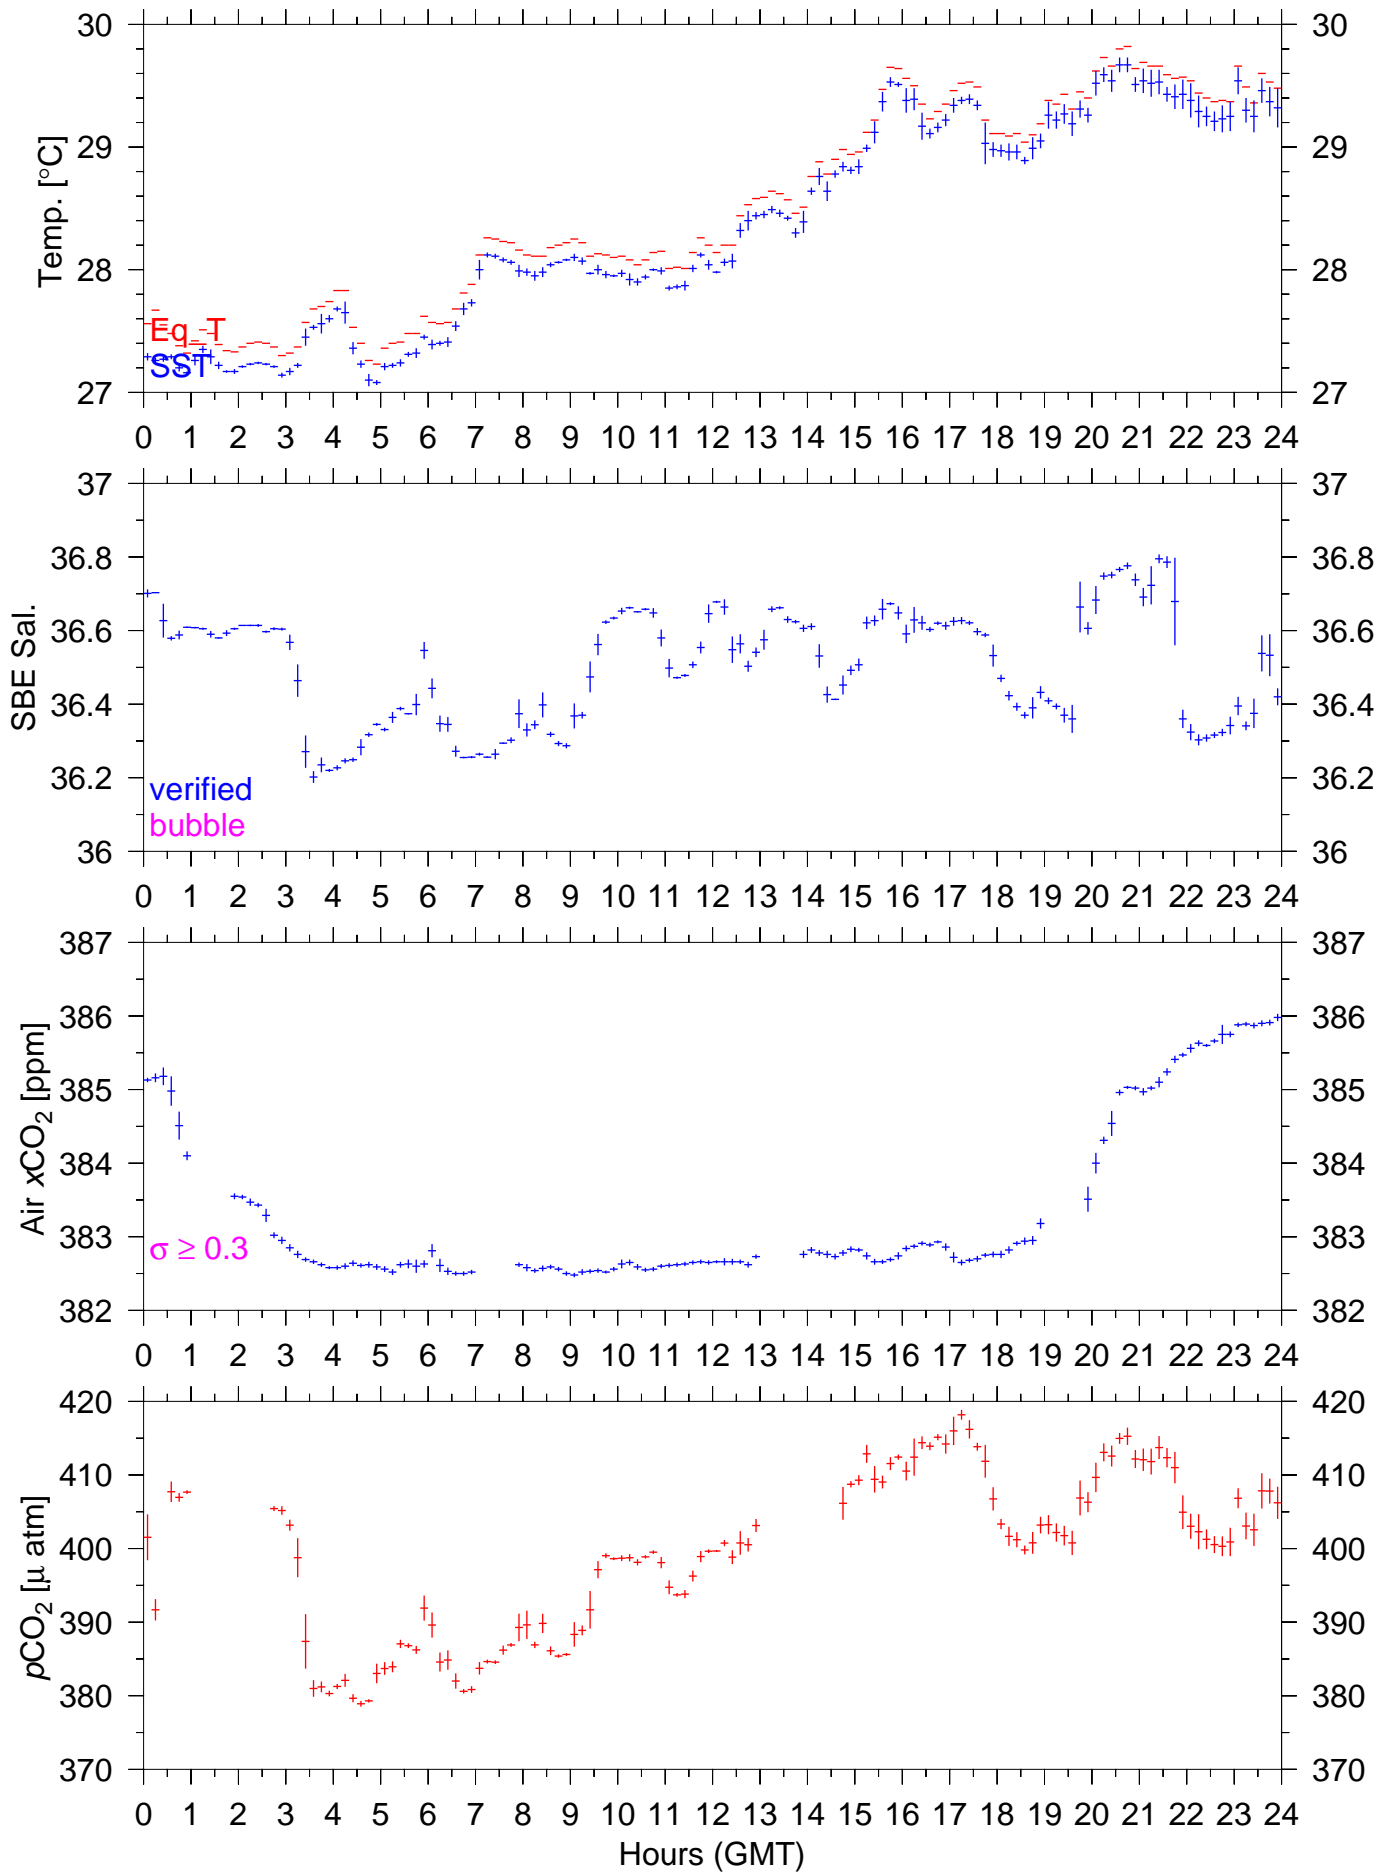 30 30
29 29
28 28
27 27
Temp. [°C]
Eq. T
SST
0 1 2 3 4 5 6 7 8 9 10 11 12 13 14 15 16 17 18 19 20 21 22 23 24
37 37
36.8 36.8
36.6 36.6
36.4 36.4
36.2 36.2
36 36
SBE Sal.
verified
bubble
0 1 2 3 4 5 6 7 8 9 10 11 12 13 14 15 16 17 18 19 20 21 22 23 24
387 387
386 386
385 385
384 384
383 383
382 382
Air xCO₂ [ppm]
σ ≥ 0.3
0 1 2 3 4 5 6 7 8 9 10 11 12 13 14 15 16 17 18 19 20 21 22 23 24
420 420
410 410
400 400
390 390
380 380
370 370
pCO₂ [μ atm]
0 1 2 3 4 5 6 7 8 9 10 11 12 13 14 15 16 17 18 19 20 21 22 23 24
Hours (GMT)